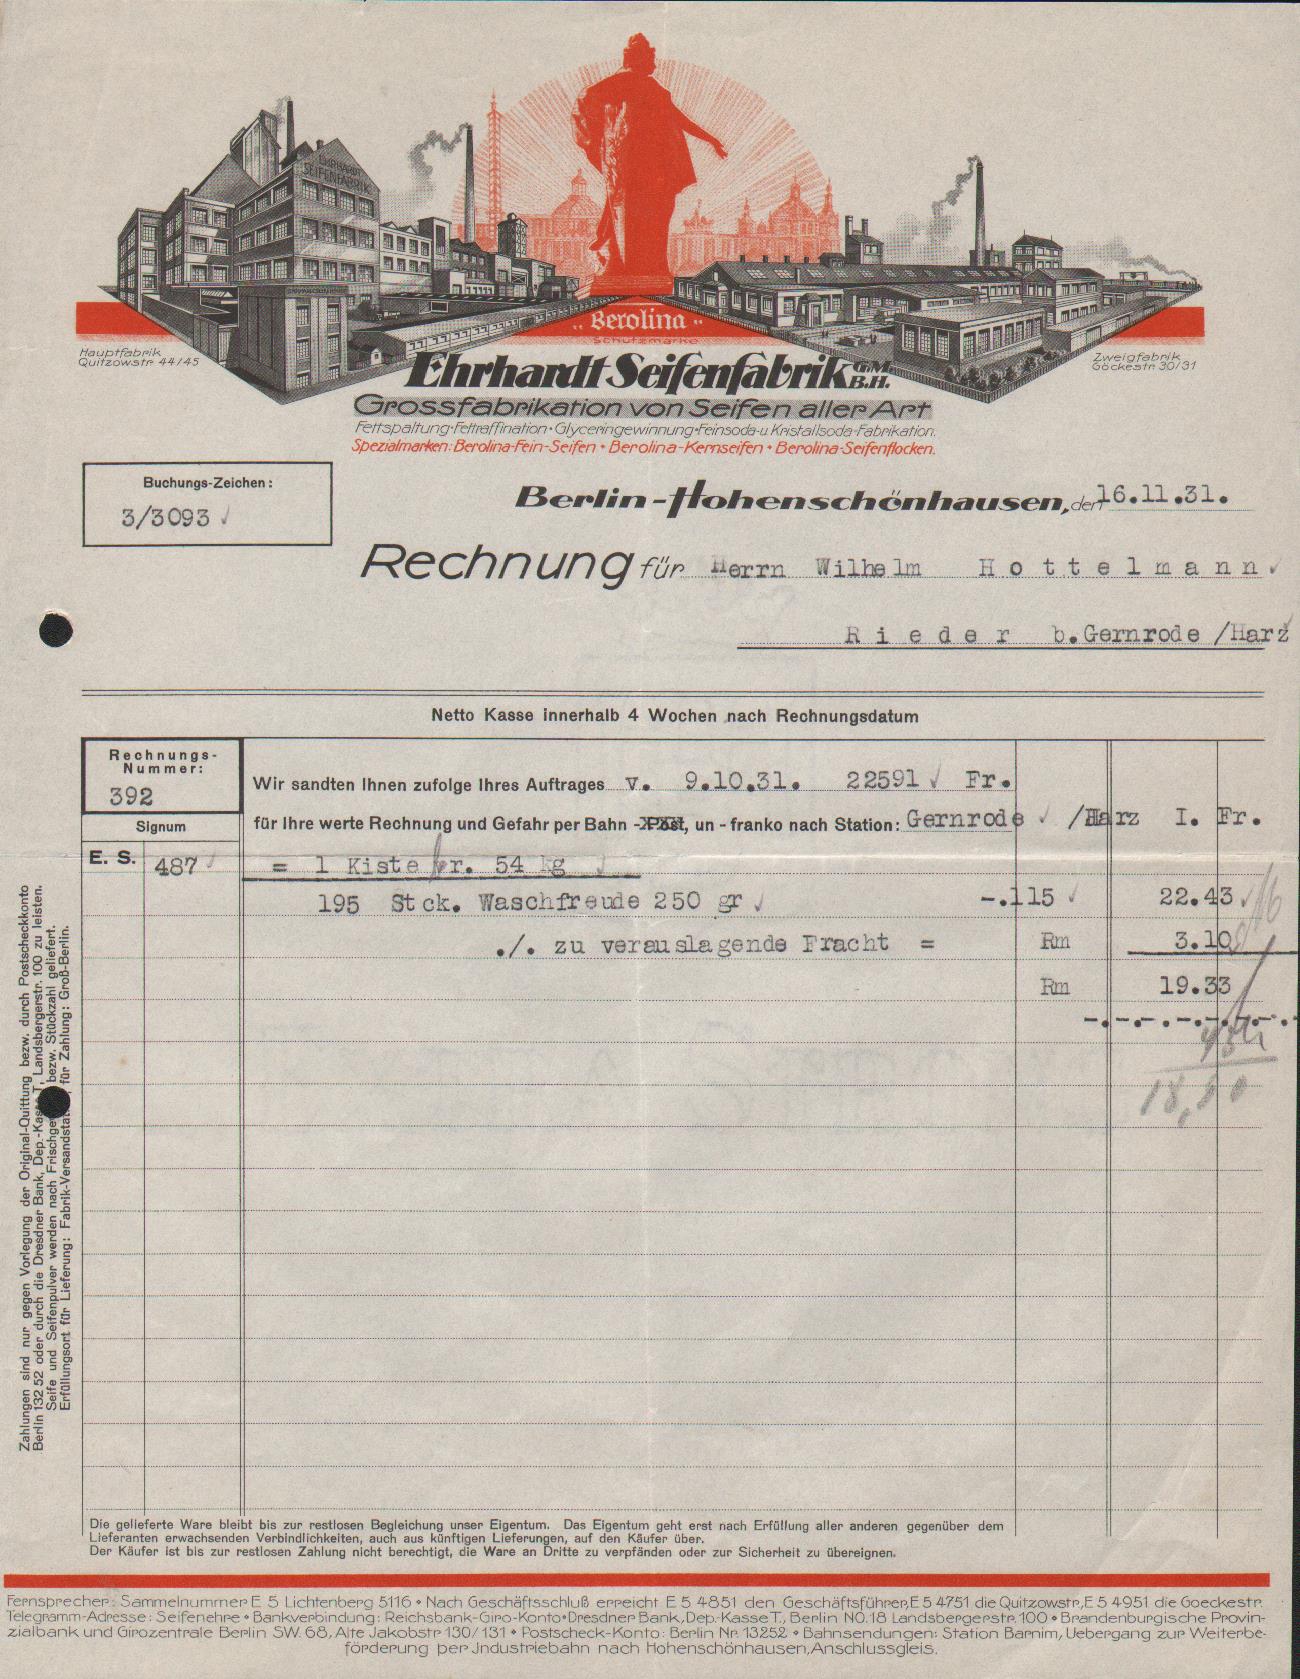 EHRHARDT
SEIFENFABRIK
„Berolina“
Schutzmarke
Hauptfabrik
Quitzowstr. 44/45
Zweigfabrik
Göckestr. 30/31
Ehrhardt Seifenfabrik G.M.B.H.
Grossfabrikation von Seifen aller Art
Fettspaltung•Fettraffination•Glyceringewinnung•Feinsoda-u. Kristallsoda-Fabrikation.
Spezialmarken: Berolina-Fein-Seifen • Berolina-Kernseifen • Berolina-Seifenflocken.
Buchungs-Zeichen:
3/3093
Berlin-Hohenschönhausen, den 16.11.31.
Rechnung für Herrn Wilhelm Hottelmann
Rieder b.Gernrode /Harz
Netto Kasse innerhalb 4 Wochen nach Rechnungsdatum
Rechnungs-
Nummer:
392
Signum
Wir sandten Ihnen zufolge Ihres Auftrages v. 9.10.31. 22591 Fr.
für Ihre werte Rechnung und Gefahr per Bahn - Post, un - franko nach Station: Gernrode /Harz I. Fr.
E. S. 487 = 1 Kiste br. 54 kg
195 Stck. Waschfreude 250 gr -.115 22.43
./. zu verauslagende Fracht = Rm 3.10
Rm 19.33
18,90
Zahlungen sind nur gegen Vorlegung der Original-Quittung bezw. durch Postscheckkonto
Berlin 132 52 oder durch die Dresdner Bank, Dep.-Kasse T, Landsbergerstr. 100 zu leisten.
Seife und Seifenpulver werden nach Frischge bezw. Stückzahl geliefert.
Erfüllungsort für Lieferung: Fabrik-Versandstat für Zahlung: Groß-Berlin.
Die gelieferte Ware bleibt bis zur restlosen Begleichung unser Eigentum. Das Eigentum geht erst nach Erfüllung aller anderen gegenüber dem
Lieferanten erwachsenden Verbindlichkeiten, auch aus künftigen Lieferungen, auf den Käufer über.
Der Käufer ist bis zur restlosen Zahlung nicht berechtigt, die Ware an Dritte zu verpfänden oder zur Sicherheit zu übereignen.
Fernsprecher: Sammelnummer E 5 Lichtenberg 5116 • Nach Geschäftsschluß erreicht E 5 4851 den Geschäftsführer, E 5 4751 die Quitzowstr., E 5 4951 die Goeckestr.
Telegramm-Adresse: Seifenehre • Bankverbindung: Reichsbank-Giro-Konto•Dresdner Bank, Dep.-Kasse T., Berlin NO. 18 Landsbergerstr. 100 • Brandenburgische Provin-
zialbank und Girozentrale Berlin SW. 68, Alte Jakobstr 130/131 • Postscheck-Konto: Berlin Nr. 13252 • Bahnsendungen: Station Barnim, Uebergang zur Weiterbe-
förderung per Jndustriebahn nach Hohenschönhausen, Anschlussgleis.